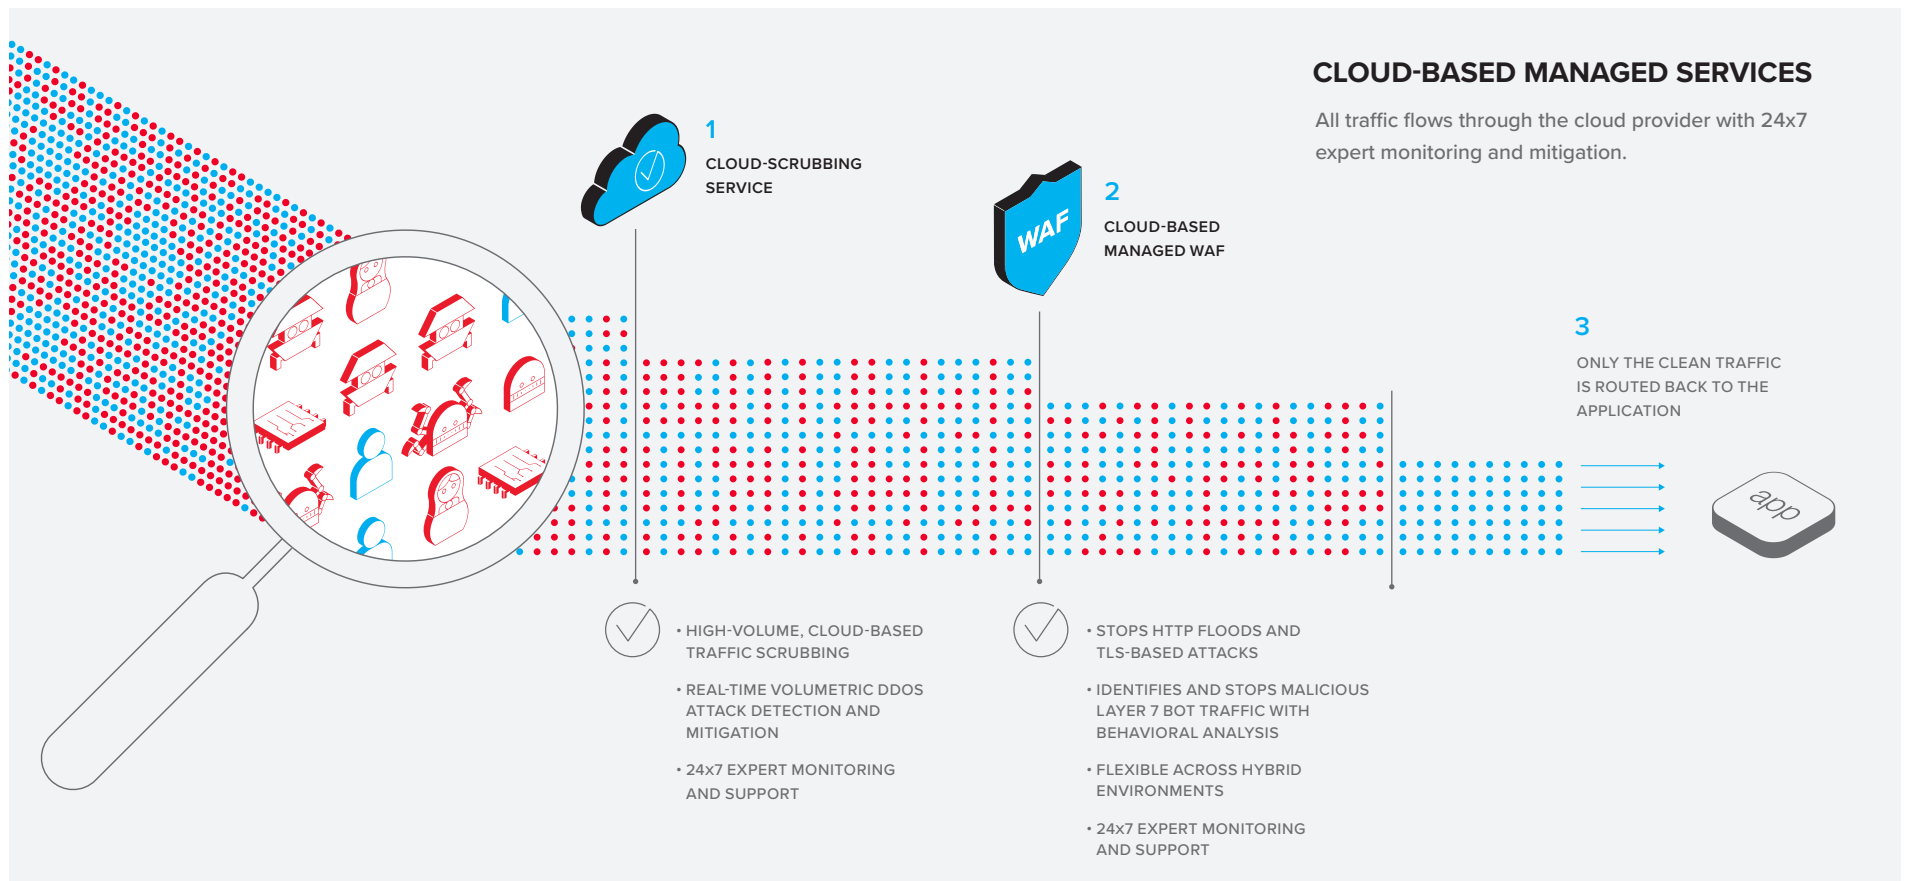 CLOUD-BASED MANAGED SERVICES
All traffic flows through the cloud provider with 24x7
expert monitoring and mitigation.
1
CLOUD-SCRUBBING
SERVICE
WAF
2
CLOUD-BASED
MANAGED WAF
3
ONLY THE CLEAN TRAFFIC
IS ROUTED BACK TO THE
APPLICATION
app
• HIGH-VOLUME, CLOUD-BASED
TRAFFIC SCRUBBING
• REAL-TIME VOLUMETRIC DDOS
ATTACK DETECTION AND
MITIGATION
• 24x7 EXPERT MONITORING
AND SUPPORT
• STOPS HTTP FLOODS AND
TLS-BASED ATTACKS
• IDENTIFIES AND STOPS MALICIOUS
LAYER 7 BOT TRAFFIC WITH
BEHAVIORAL ANALYSIS
• FLEXIBLE ACROSS HYBRID
ENVIRONMENTS
• 24x7 EXPERT MONITORING
AND SUPPORT